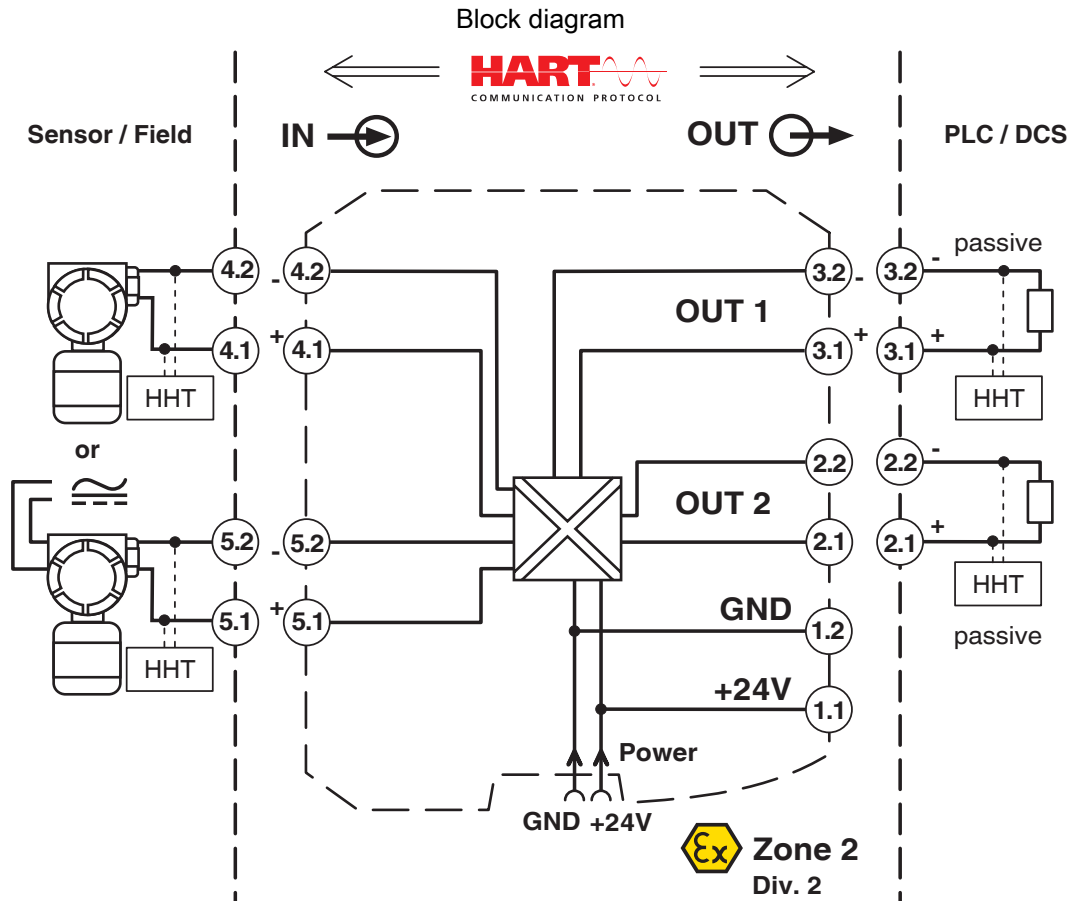 Block diagram
HART
COMMUNICATION PROTOCOL
Sensor / Field
IN
OUT
PLC / DCS
passive
4.2
- 4.2
3.2 -
3.2 -
OUT 1
4.1
+ 4.1
3.1 +
3.1 +
HHT
HHT
or
2.2
2.2 -
OUT 2
5.2
- 5.2
2.1
2.1 +
HHT
5.1
+ 5.1
GND
1.2
passive
HHT
+24V
1.1
Power
GND +24V
Ex Zone 2
Div. 2